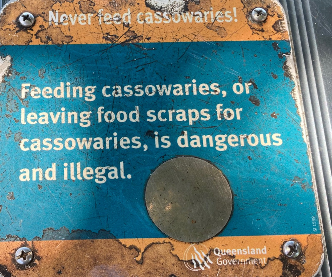 Never feed cassowaries!
Feeding cassowaries, or
leaving food scraps for
cassowaries, is dangerous
and illegal.
Queensland
Government